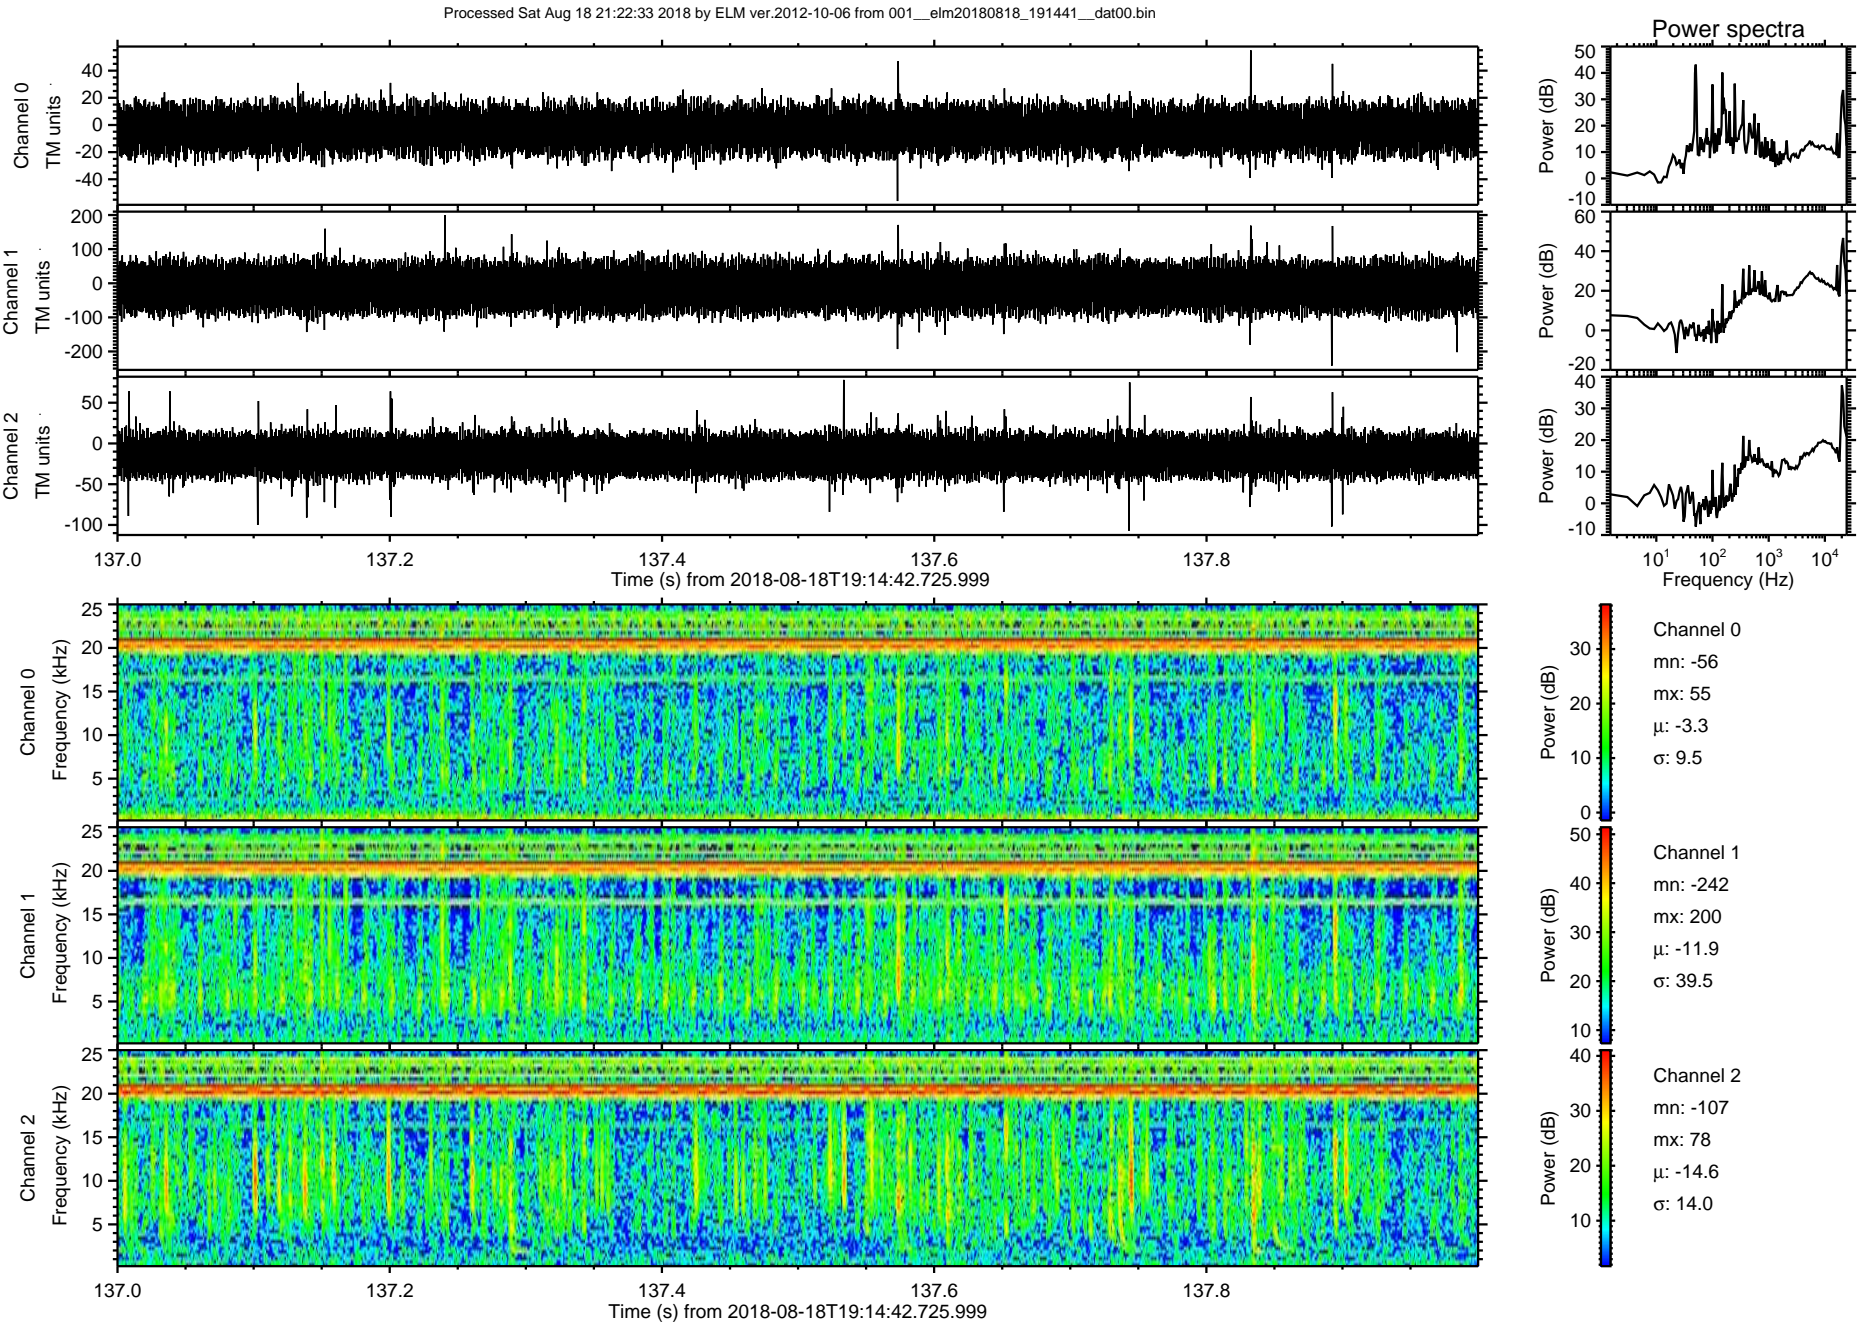 Processed Sat Aug 18 21:22:33 2018 by ELM ver.2012-10-06 from 001__elm20180818_191441__dat00.bin
Power spectra
Channel 0
TM units
40
20
0
-20
-40
Power (dB)
50
40
30
20
10
0
-10
Channel 1
TM units
200
100
0
-100
-200
Power (dB)
60
40
20
0
-20
Channel 2
TM units
50
0
-50
-100
Power (dB)
40
30
20
10
0
-10
137.0 137.2 137.4 137.6 137.8
Time (s) from 2018-08-18T19:14:42.725.999
10^1 10^2 10^3 10^4
Frequency (Hz)
Channel 0
Frequency (kHz)
25
20
15
10
5
Power (dB)
30
20
10
0
Channel 0
mn: -56
mx: 55
μ: -3.3
σ: 9.5
Channel 1
Frequency (kHz)
25
20
15
10
5
Power (dB)
50
40
30
20
10
Channel 1
mn: -242
mx: 200
μ: -11.9
σ: 39.5
Channel 2
Frequency (kHz)
25
20
15
10
5
Power (dB)
40
30
20
10
Channel 2
mn: -107
mx: 78
μ: -14.6
σ: 14.0
137.0 137.2 137.4 137.6 137.8
Time (s) from 2018-08-18T19:14:42.725.999